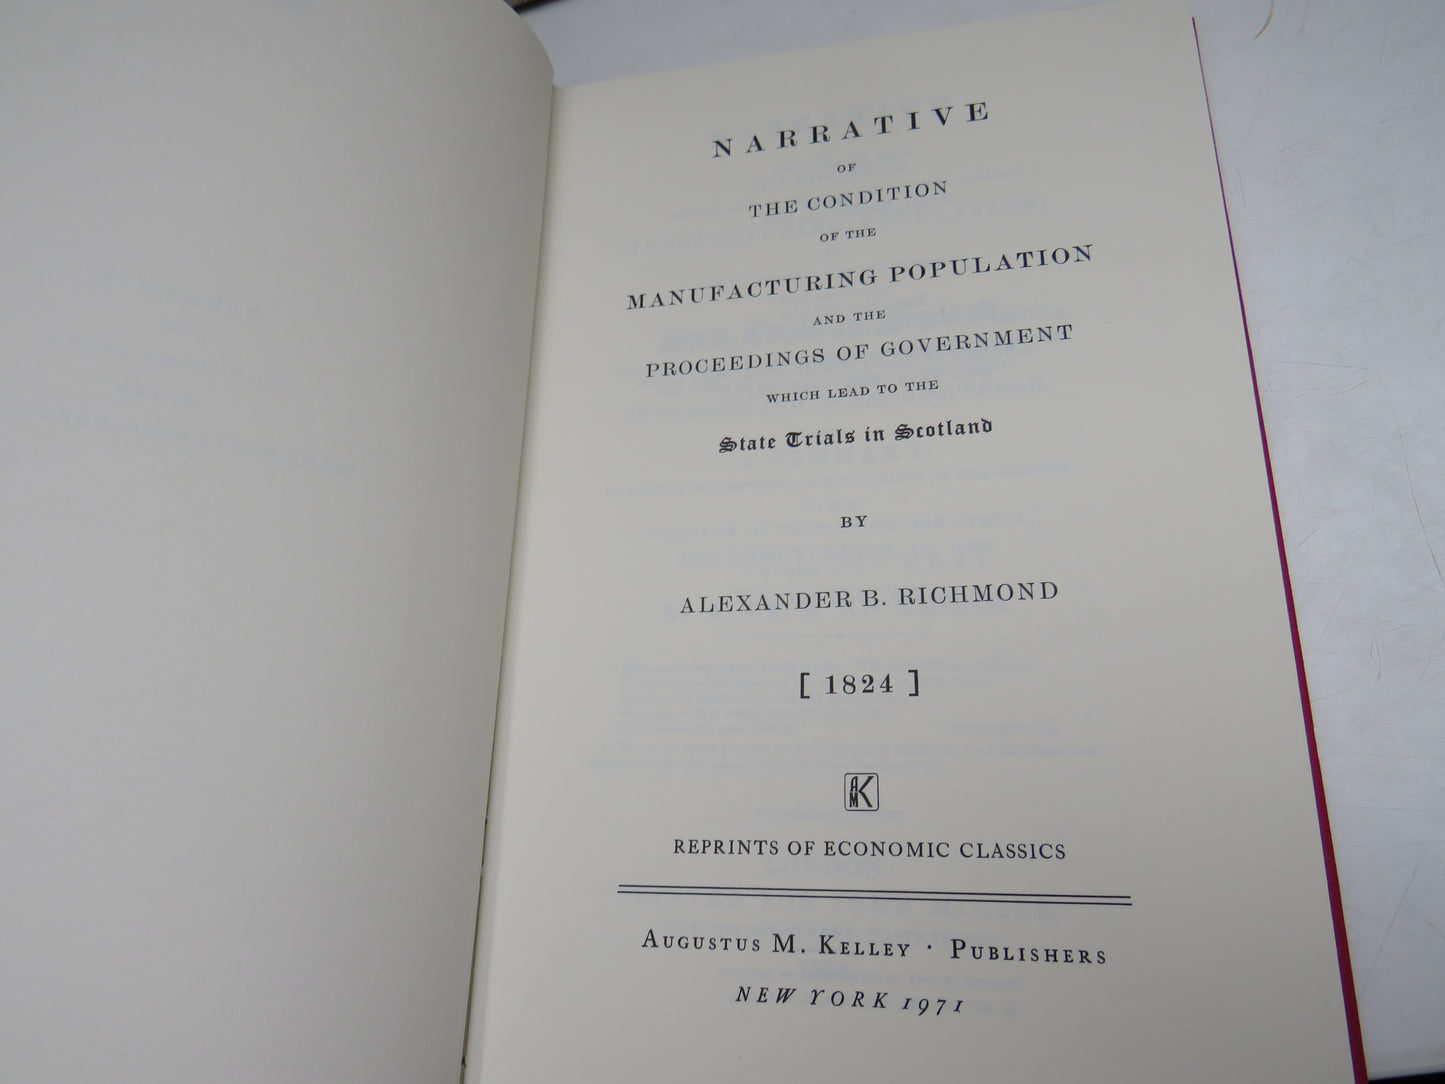 NARRATIVE
OF
THE CONDITION
OF THE
MANUFACTURING POPULATION
AND THE
PROCEEDINGS OF GOVERNMENT
WHICH LEAD TO THE
State Trials in Scotland
BY
ALEXANDER B. RICHMOND
[ 1824 ]
AMK
REPRINTS OF ECONOMIC CLASSICS
AUGUSTUS M. KELLEY · PUBLISHERS
NEW YORK 1971